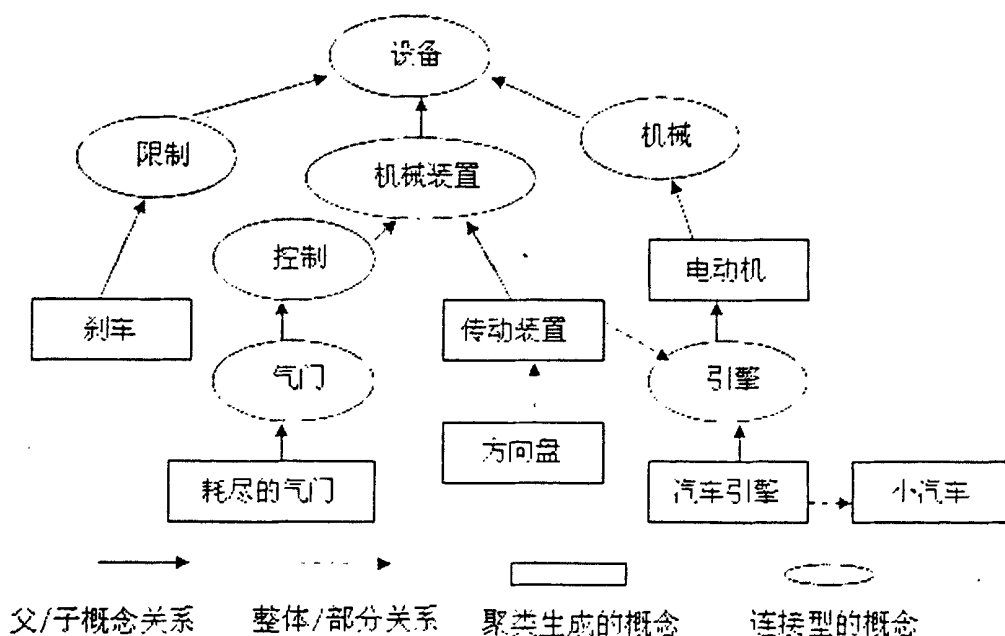 设备
限制
机械装置
机械
控制
电动机
刹车
传动装置
气门
引擎
方向盘
耗尽的气门
汽车引擎
小汽车
父/子概念关系
整体/部分关系
聚类生成的概念
连接型的概念